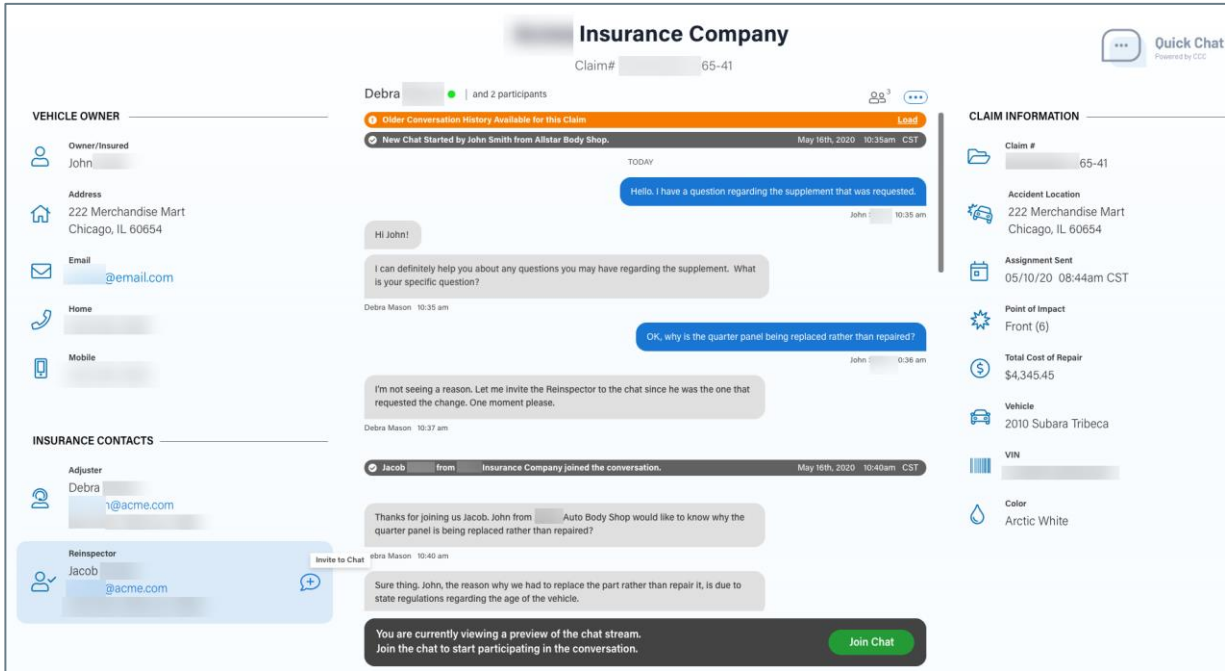 Insurance Company
Claim# 65-41
Quick Chat
Powered by CCC
VEHICLE OWNER
Owner/Insured
John
Address
222 Merchandise Mart
Chicago, IL 60654
Email
@email.com
Home
Mobile
INSURANCE CONTACTS
Adjuster
Debra
@acme.com
Reinspector
Jacob
@acme.com
Invite to Chat
Debra and 2 participants
3
Older Conversation History Available for this Claim Load
New Chat Started by John Smith from Allstar Body Shop. May 16th, 2020 10:35am CST
TODAY
Hello. I have a question regarding the supplement that was requested.
John 10:35 am
Hi John!
I can definitely help you about any questions you may have regarding the supplement. What
is your specific question?
Debra Mason 10:35 am
OK, why is the quarter panel being replaced rather than repaired?
John 0:36 am
I'm not seeing a reason. Let me invite the Reinspector to the chat since he was the one that
requested the change. One moment please.
Debra Mason 10:37 am
Jacob from Insurance Company joined the conversation. May 16th, 2020 10:40am CST
Thanks for joining us Jacob. John from Auto Body Shop would like to know why the
quarter panel is being replaced rather than repaired?
ebra Mason 10:40 am
Sure thing. John, the reason why we had to replace the part rather than repair it, is due to
state regulations regarding the age of the vehicle.
You are currently viewing a preview of the chat stream.
Join the chat to start participating in the conversation.
Join Chat
CLAIM INFORMATION
Claim #
65-41
Accident Location
222 Merchandise Mart
Chicago, IL 60654
Assignment Sent
05/10/20 08:44am CST
Point of Impact
Front (6)
Total Cost of Repair
$4,345.45
Vehicle
2010 Subara Tribeca
VIN
Color
Arctic White